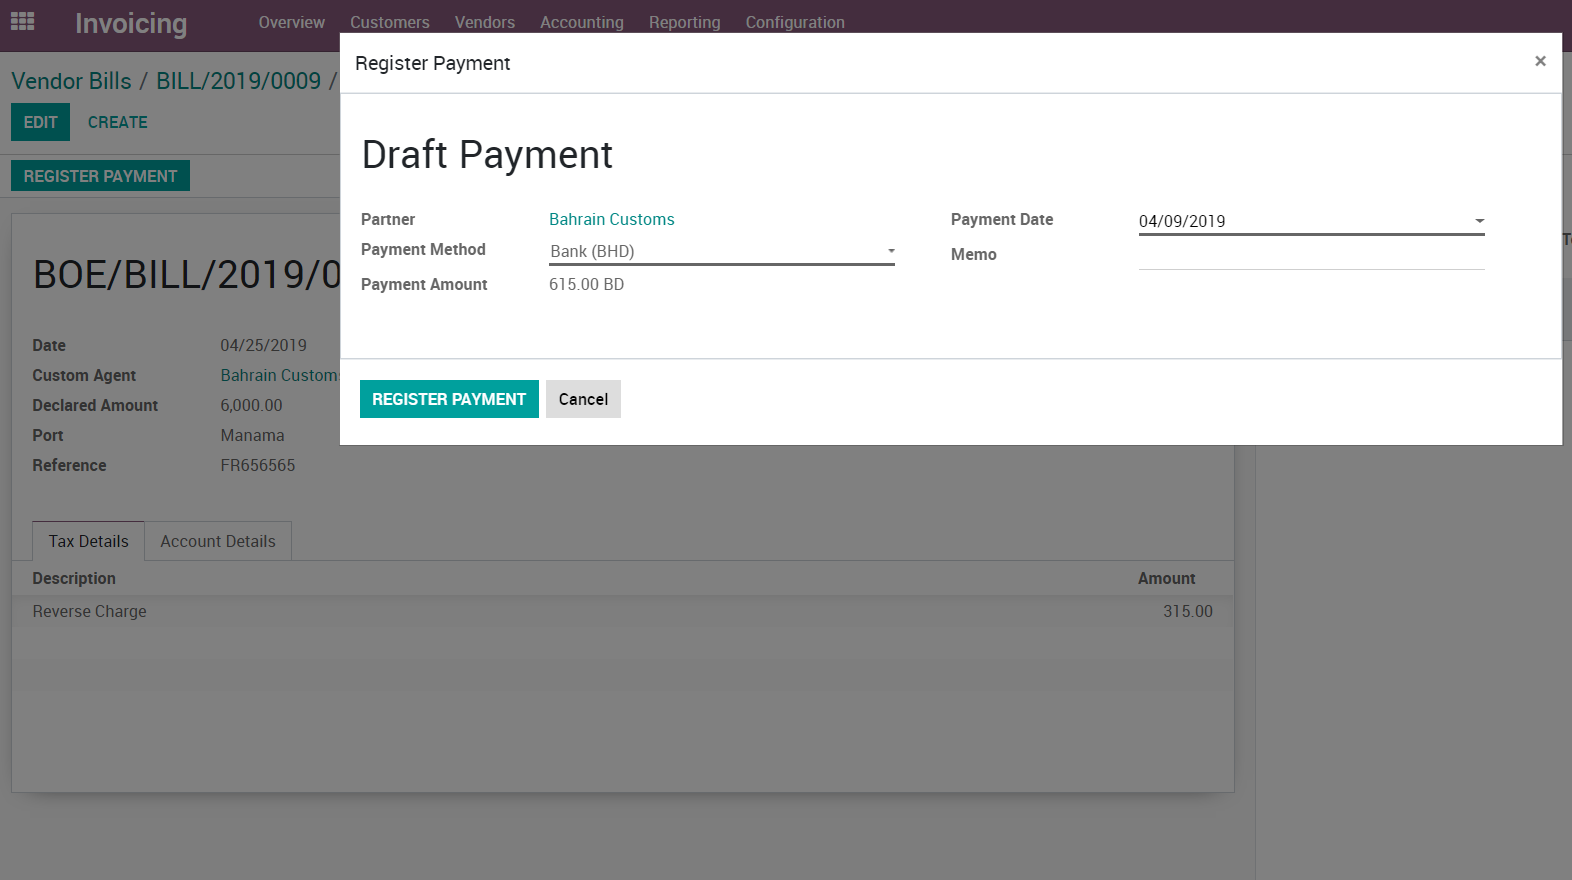 Invoicing Overview Customers Vendors Accounting Reporting Configuration
Vendor Bills / BILL/2019/0009 /
EDIT CREATE
REGISTER PAYMENT
Register Payment ×
Draft Payment
Partner Bahrain Customs
Payment Method Bank (BHD)
Payment Amount 615.00 BD
Payment Date 04/09/2019
Memo
REGISTER PAYMENT Cancel
BOE/BILL/2019/0
Date 04/25/2019
Custom Agent Bahrain Customs
Declared Amount 6,000.00
Port Manama
Reference FR656565
Tax Details Account Details
Description Amount
Reverse Charge 315.00